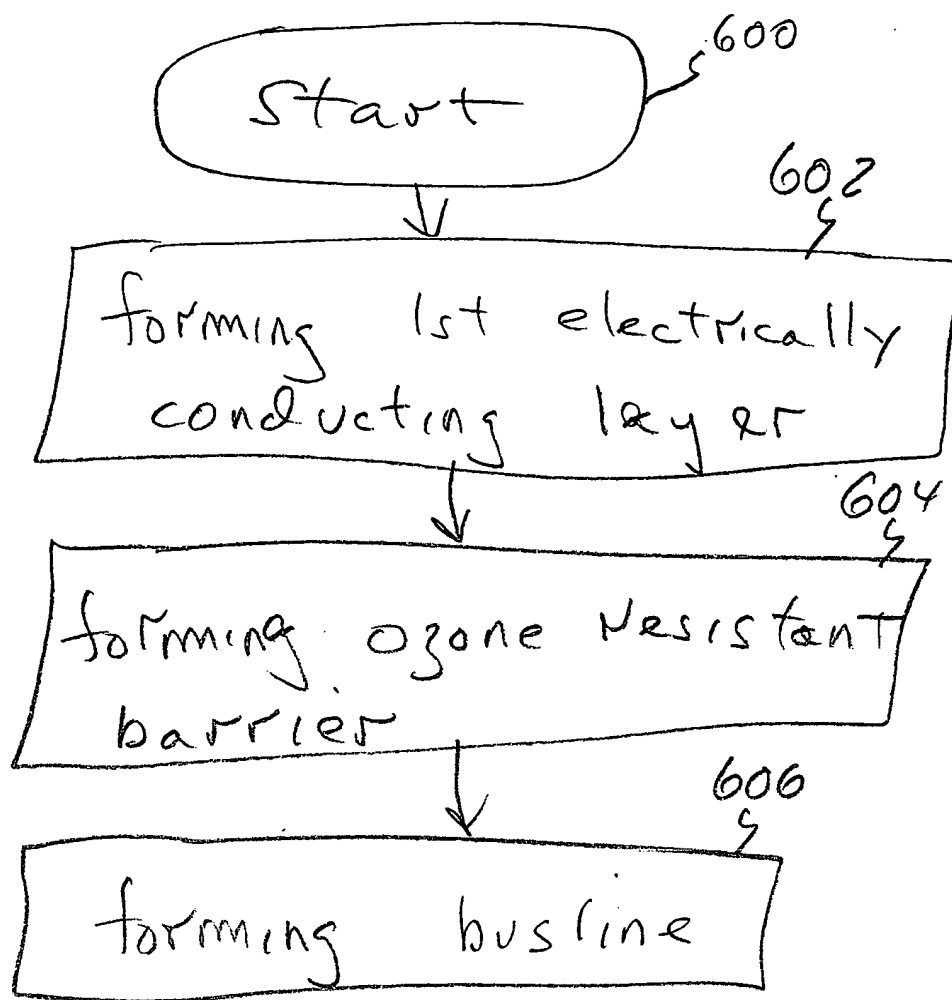 600
Start
602
forming 1st electrically
conducting layer
604
forming ozone resistant
barrier
606
forming busline